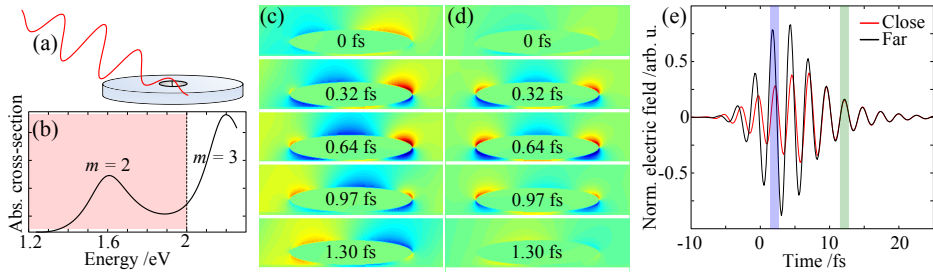 (a)
(b)
m = 2
m = 3
Abs. cross-section
1.2
1.6
2
Energy /eV
(c)
0 fs
0.32 fs
0.64 fs
0.97 fs
1.30 fs
(d)
0 fs
0.32 fs
0.64 fs
0.97 fs
1.30 fs
(e)
Close
Far
Norm. electric field /arb. u.
0.5
0
-0.5
-10
0
10
20
Time /fs